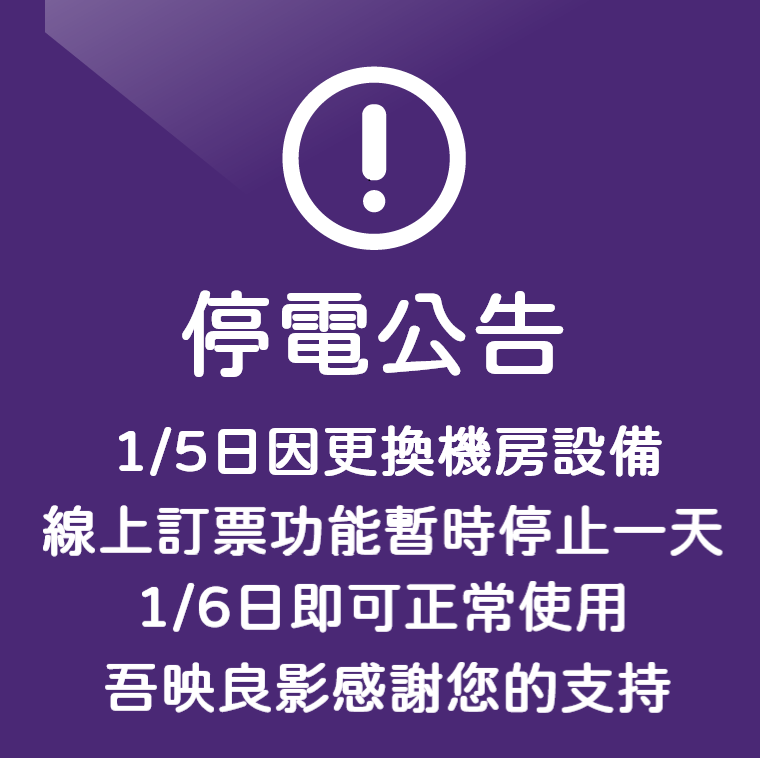 停電公告
1/5日因更換機房設備
線上訂票功能暫時停止一天
1/6日即可正常使用
吾映良影感謝您的支持